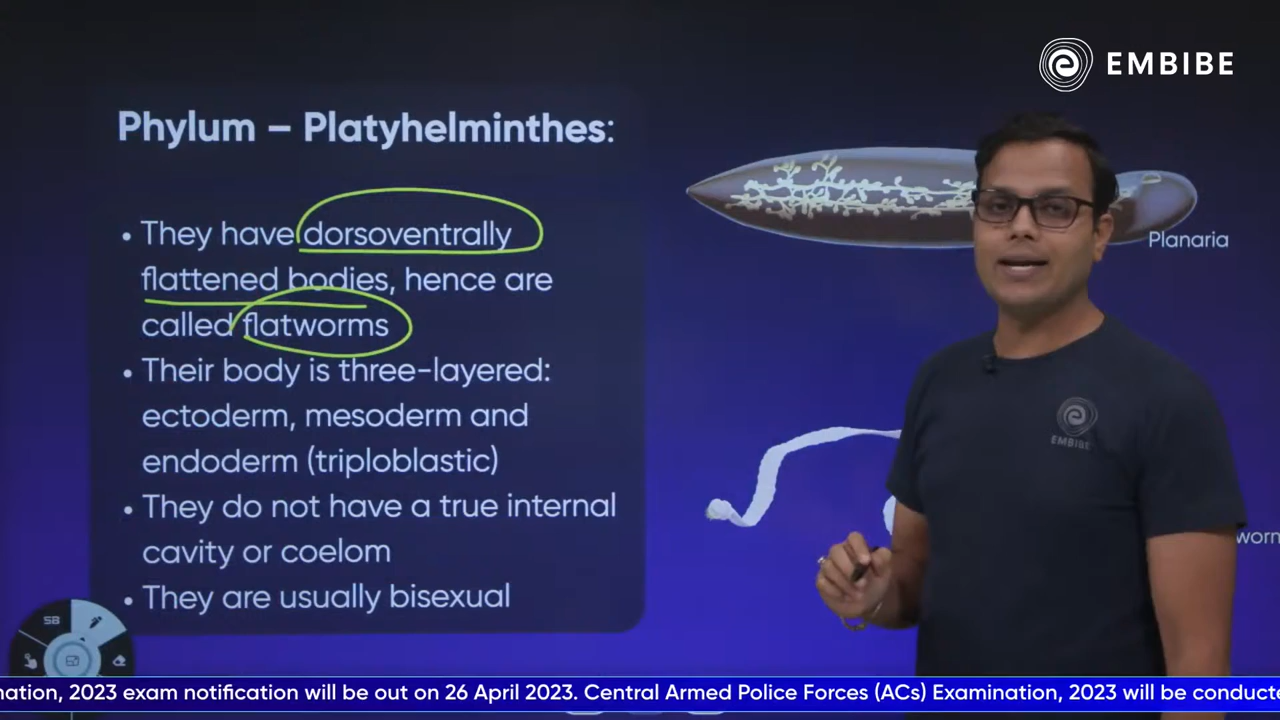 EMBIBE
Phylum – Platyhelminthes:
• They have dorsoventrally
flattened bodies, hence are
called flatworms
• Their body is three-layered:
ectoderm, mesoderm and
endoderm (triploblastic)
• They do not have a true internal
cavity or coelom
• They are usually bisexual
Planaria
EMBIBE
worm
SB
nation, 2023 exam notification will be out on 26 April 2023. Central Armed Police Forces (ACs) Examination, 2023 will be conducte